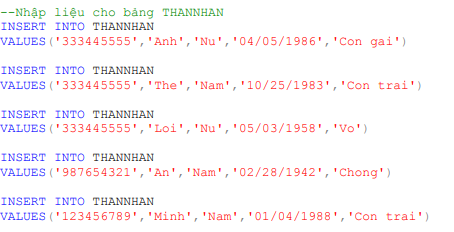 --Nhập liệu cho bảng THANNHAN
INSERT INTO THANNHAN
VALUES('333445555','Anh','Nu','04/05/1986','Con gai')
INSERT INTO THANNHAN
VALUES('333445555','The','Nam','10/25/1983','Con trai')
INSERT INTO THANNHAN
VALUES('333445555','Loi','Nu','05/03/1958','Vo')
INSERT INTO THANNHAN
VALUES('987654321','An','Nam','02/28/1942','Chong')
INSERT INTO THANNHAN
VALUES('123456789','Minh','Nam','01/04/1988','Con trai')